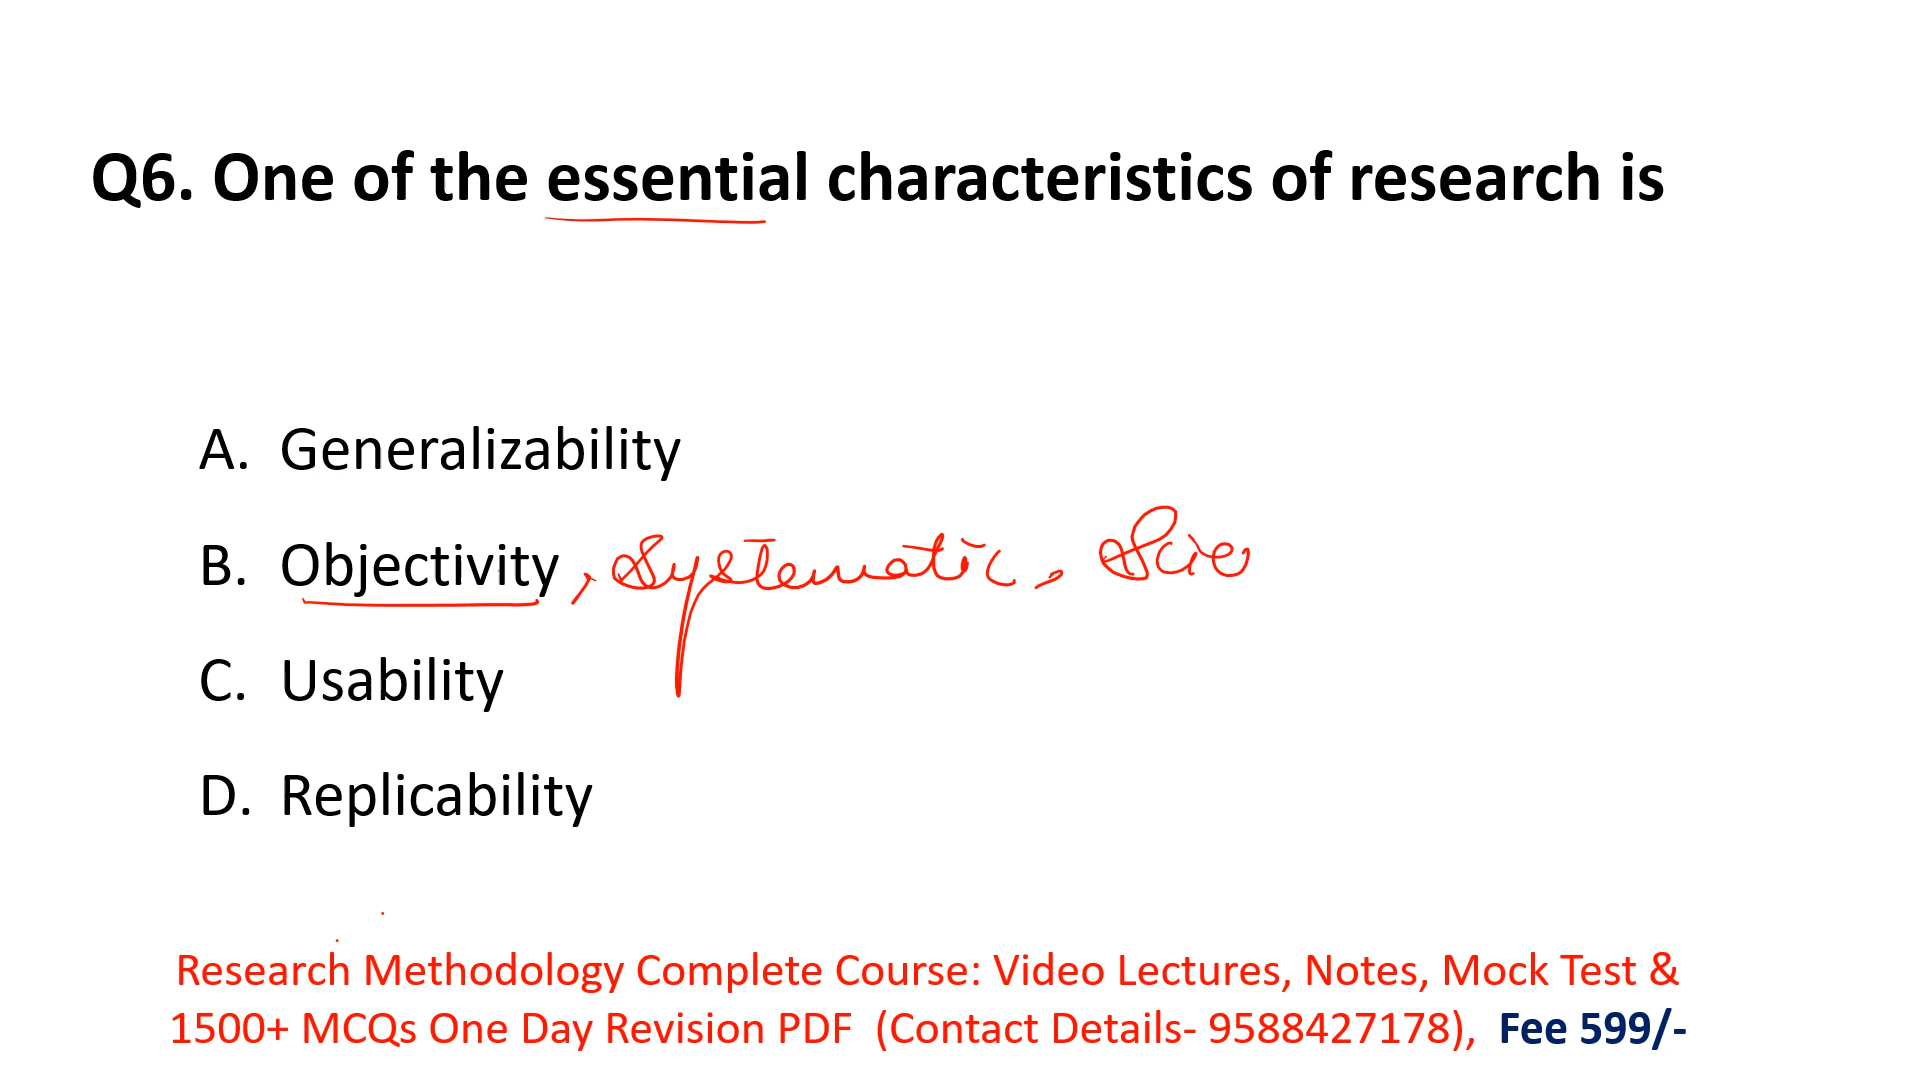 Q6. One of the essential characteristics of research is
A. Generalizability
B. Objectivity , Systematic, Scie
C. Usability
D. Replicability
Research Methodology Complete Course: Video Lectures, Notes, Mock Test &
1500+ MCQs One Day Revision PDF (Contact Details- 9588427178), Fee 599/-